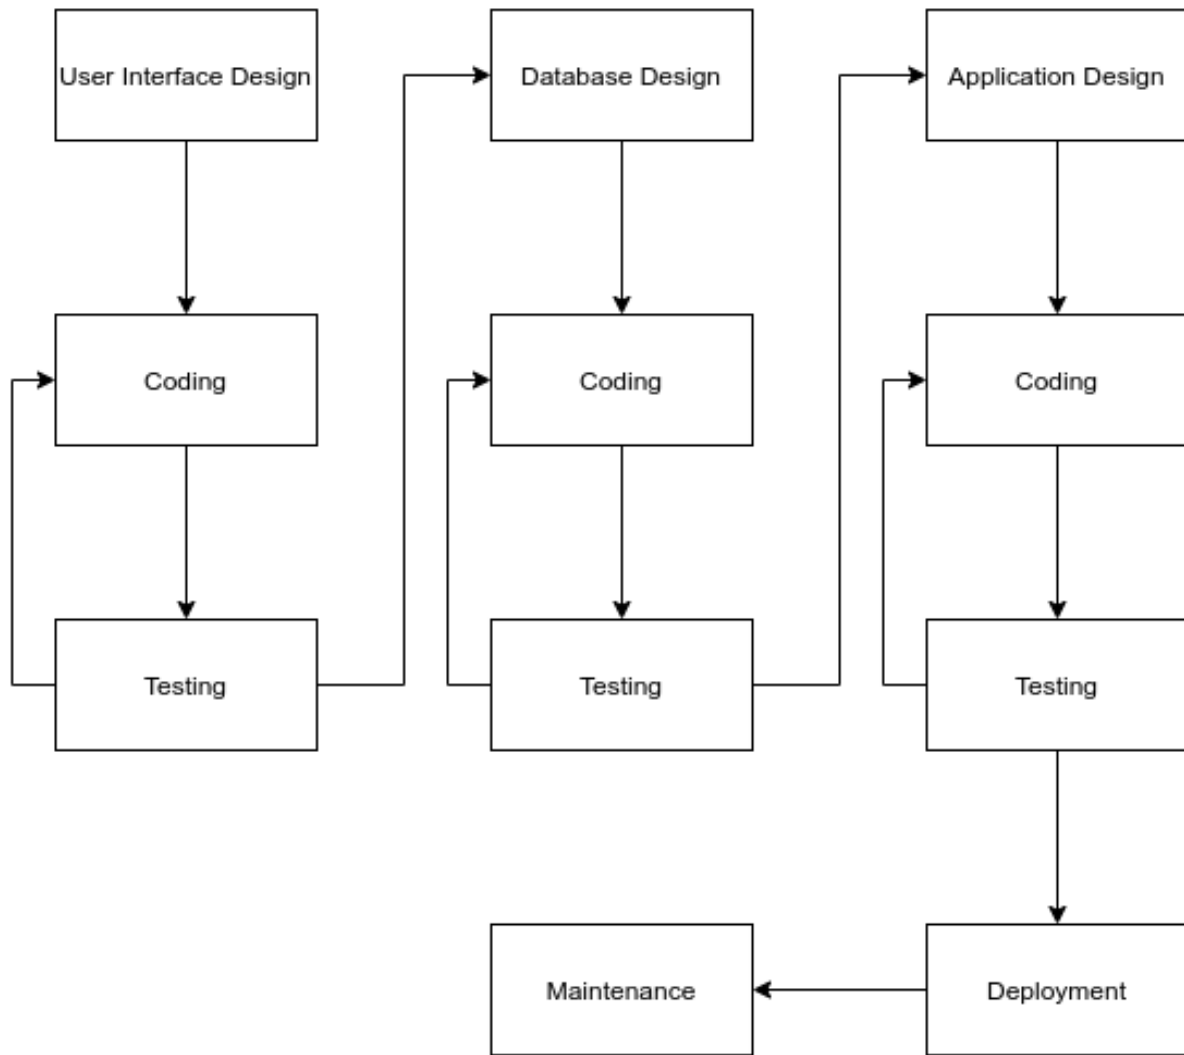 User Interface Design
Database Design
Application Design
Coding
Coding
Coding
Testing
Testing
Testing
Maintenance
Deployment